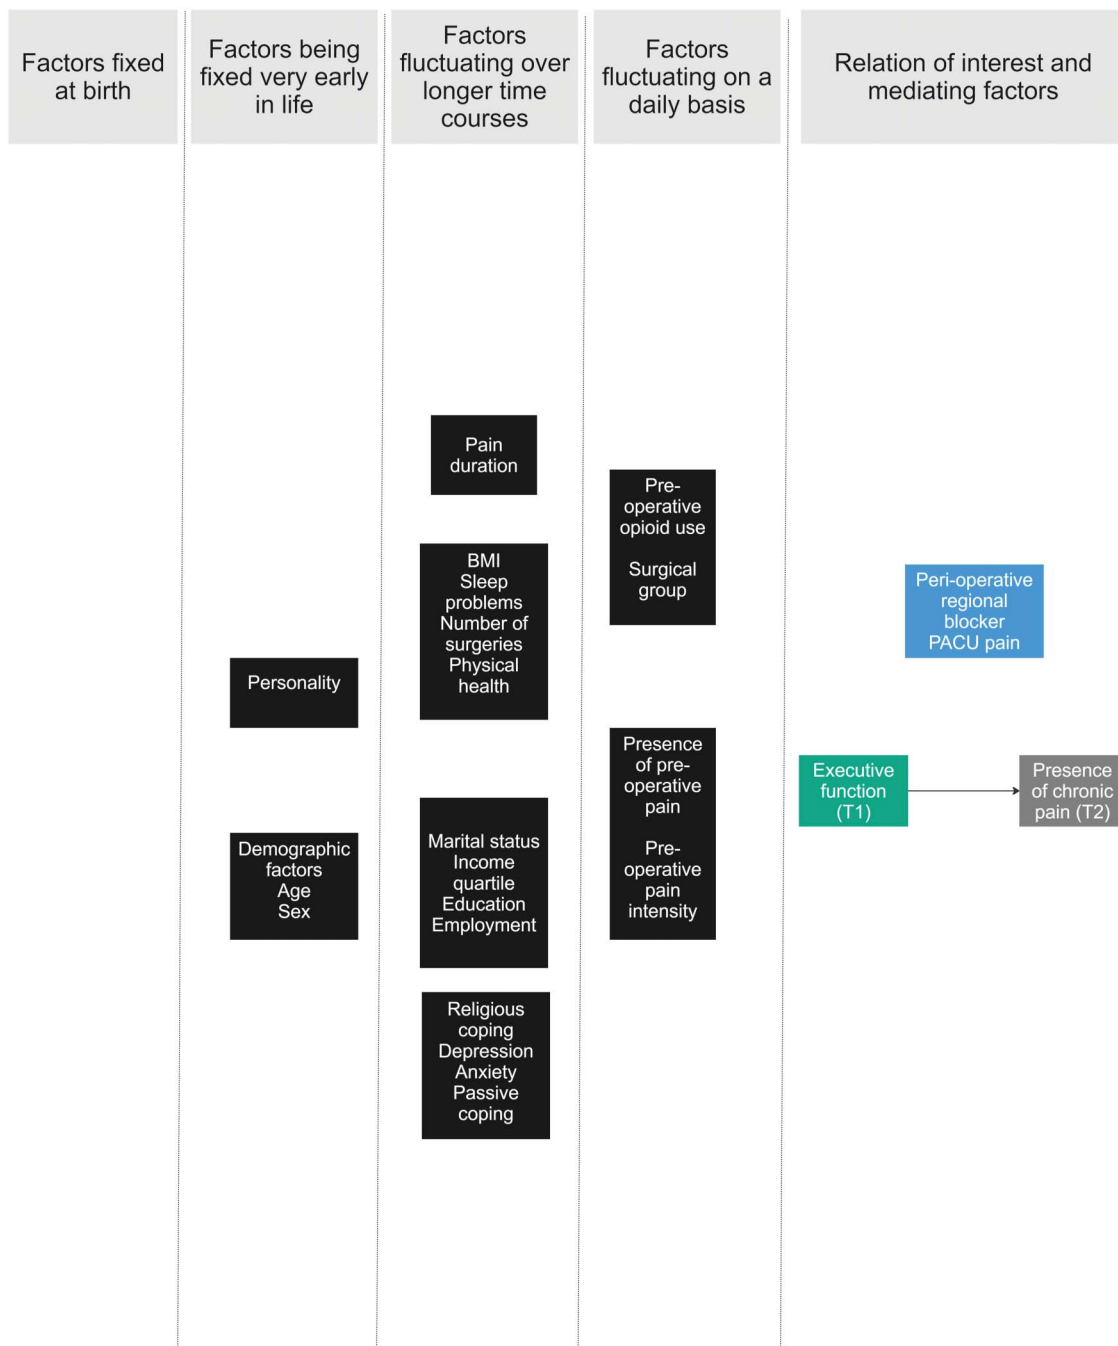 Factors fixed
at birth
Factors being
fixed very early
in life
Factors
fluctuating over
longer time
courses
Factors
fluctuating on a
daily basis
Relation of interest and
mediating factors
Personality
Demographic
factors
Age
Sex
Pain
duration
BMI
Sleep
problems
Number of
surgeries
Physical
health
Marital status
Income
quartile
Education
Employment
Religious
coping
Depression
Anxiety
Passive
coping
Pre-
operative
opioid use
Surgical
group
Presence
of pre-
operative
pain
Pre-
operative
pain
intensity
Peri-operative
regional
blocker
PACU pain
Executive
function
(T1)
Presence
of chronic
pain (T2)